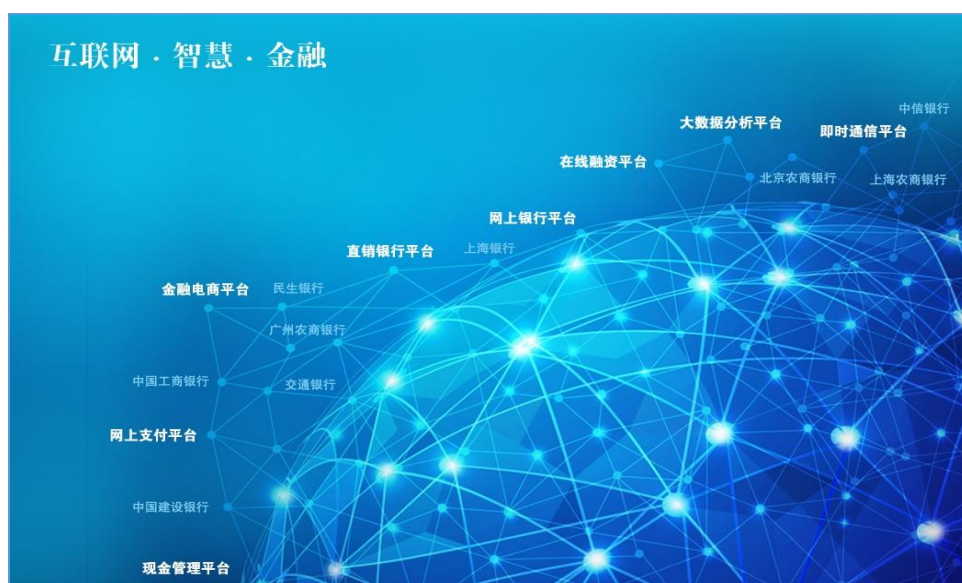 互联网 · 智慧 · 金融
中信银行
大数据分析平台
即时通信平台
在线融资平台
北京农商银行
上海农商银行
网上银行平台
直销银行平台
上海银行
金融电商平台
民生银行
广州农商银行
中国工商银行
交通银行
网上支付平台
中国建设银行
现金管理平台